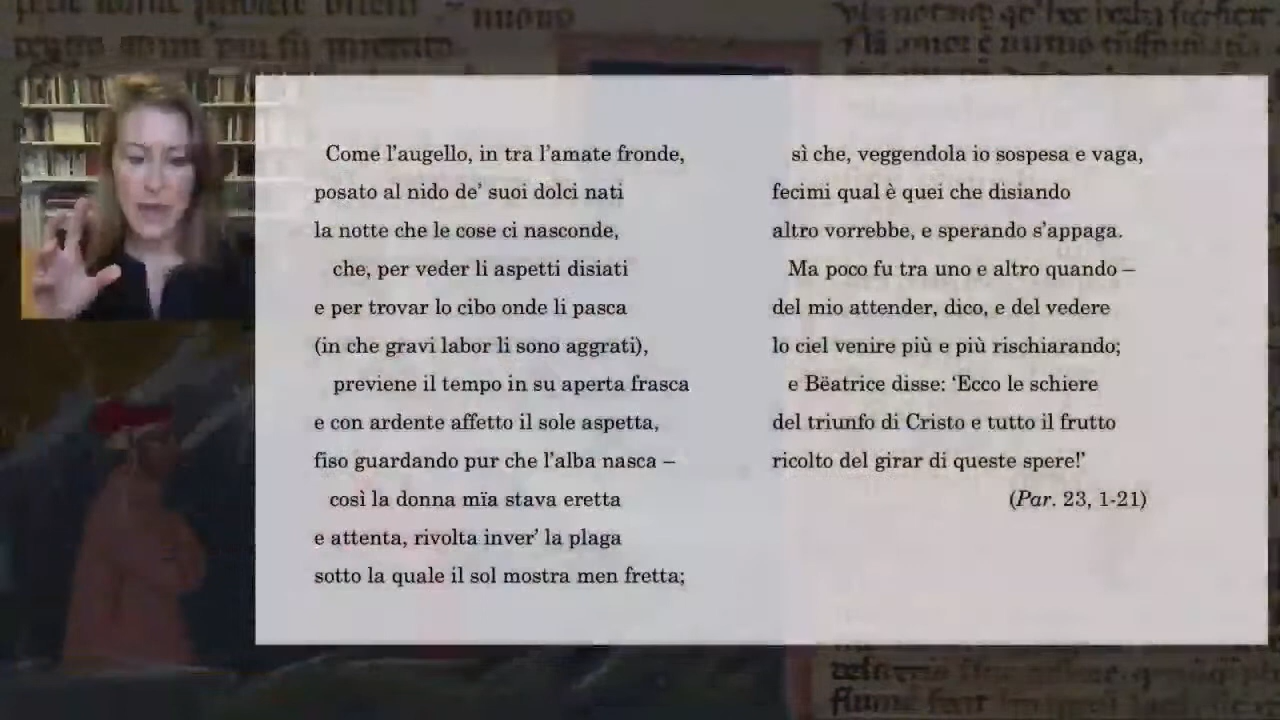 Come l'augello, in tra l'amate fronde,
posato al nido de' suoi dolci nati
la notte che le cose ci nasconde,
che, per veder li aspetti disiati
e per trovar lo cibo onde li pasca
(in che gravi labor li sono aggrati),
previene il tempo in su aperta frasca
e con ardente affetto il sole aspetta,
fiso guardando pur che l'alba nasca –
così la donna mïa stava eretta
e attenta, rivolta inver' la plaga
sotto la quale il sol mostra men fretta;
sì che, veggendola io sospesa e vaga,
fecimi qual è quei che disiando
altro vorrebbe, e sperando s'appaga.
Ma poco fu tra uno e altro quando –
del mio attender, dico, e del vedere
lo ciel venire più e più rischiarando;
e Bëatrice disse: 'Ecco le schiere
del triunfo di Cristo e tutto il frutto
ricolto del girar di queste spere!'
(Par. 23, 1-21)